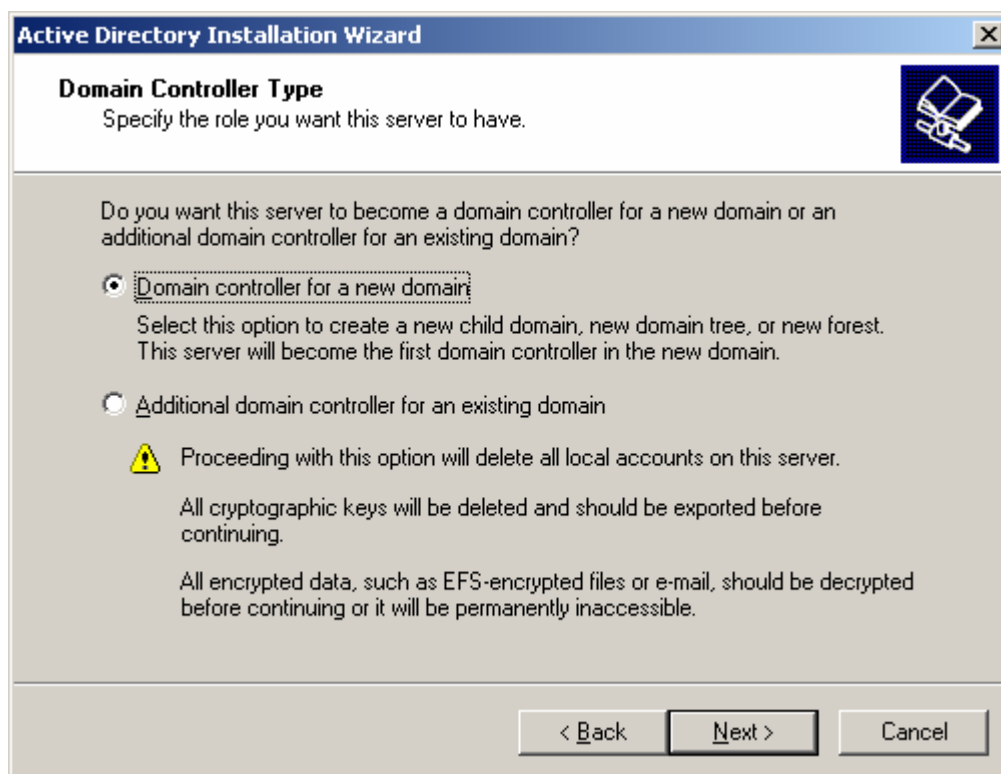 Active Directory Installation Wizard
Domain Controller Type
Specify the role you want this server to have.
Do you want this server to become a domain controller for a new domain or an
additional domain controller for an existing domain?
Domain controller for a new domain
Select this option to create a new child domain, new domain tree, or new forest.
This server will become the first domain controller in the new domain.
Additional domain controller for an existing domain
Proceeding with this option will delete all local accounts on this server.
All cryptographic keys will be deleted and should be exported before
continuing.
All encrypted data, such as EFS-encrypted files or e-mail, should be decrypted
before continuing or it will be permanently inaccessible.
< Back Next > Cancel